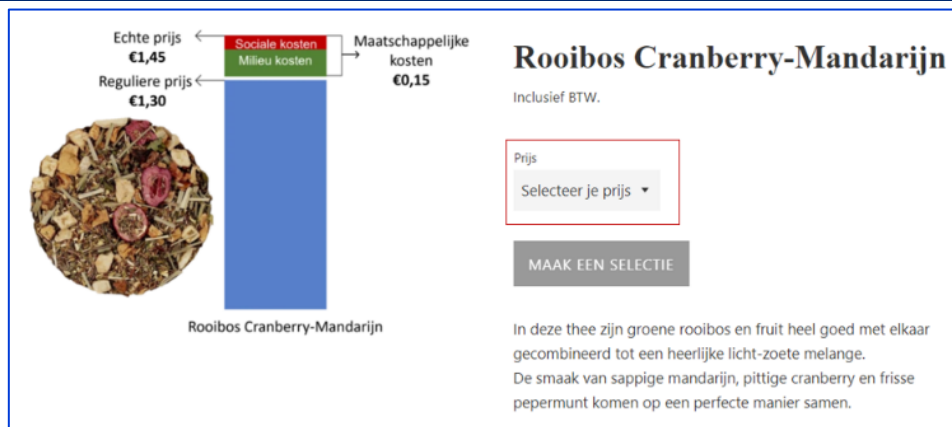 Echte prijs
€1,45
Reguliere prijs
€1,30
Sociale kosten
Milieu kosten
Maatschappelijke
kosten
€0,15
Rooibos Cranberry-Mandarijn
Rooibos Cranberry-Mandarijn
Inclusief BTW.
Prijs
Selecteer je prijs
MAAK EEN SELECTIE
In deze thee zijn groene rooibos en fruit heel goed met elkaar
gecombineerd tot een heerlijke licht-zoete melange.
De smaak van sappige mandarijn, pittige cranberry en frisse
pepermunt komen op een perfecte manier samen.